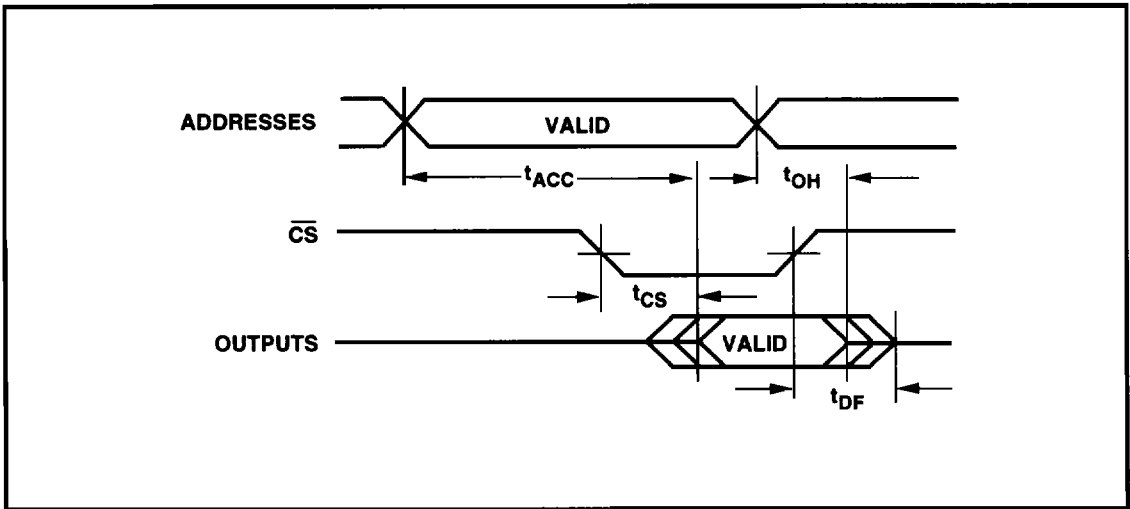 ADDRESSES
VALID
tACC
tOH
CS
tCS
OUTPUTS
VALID
tDF